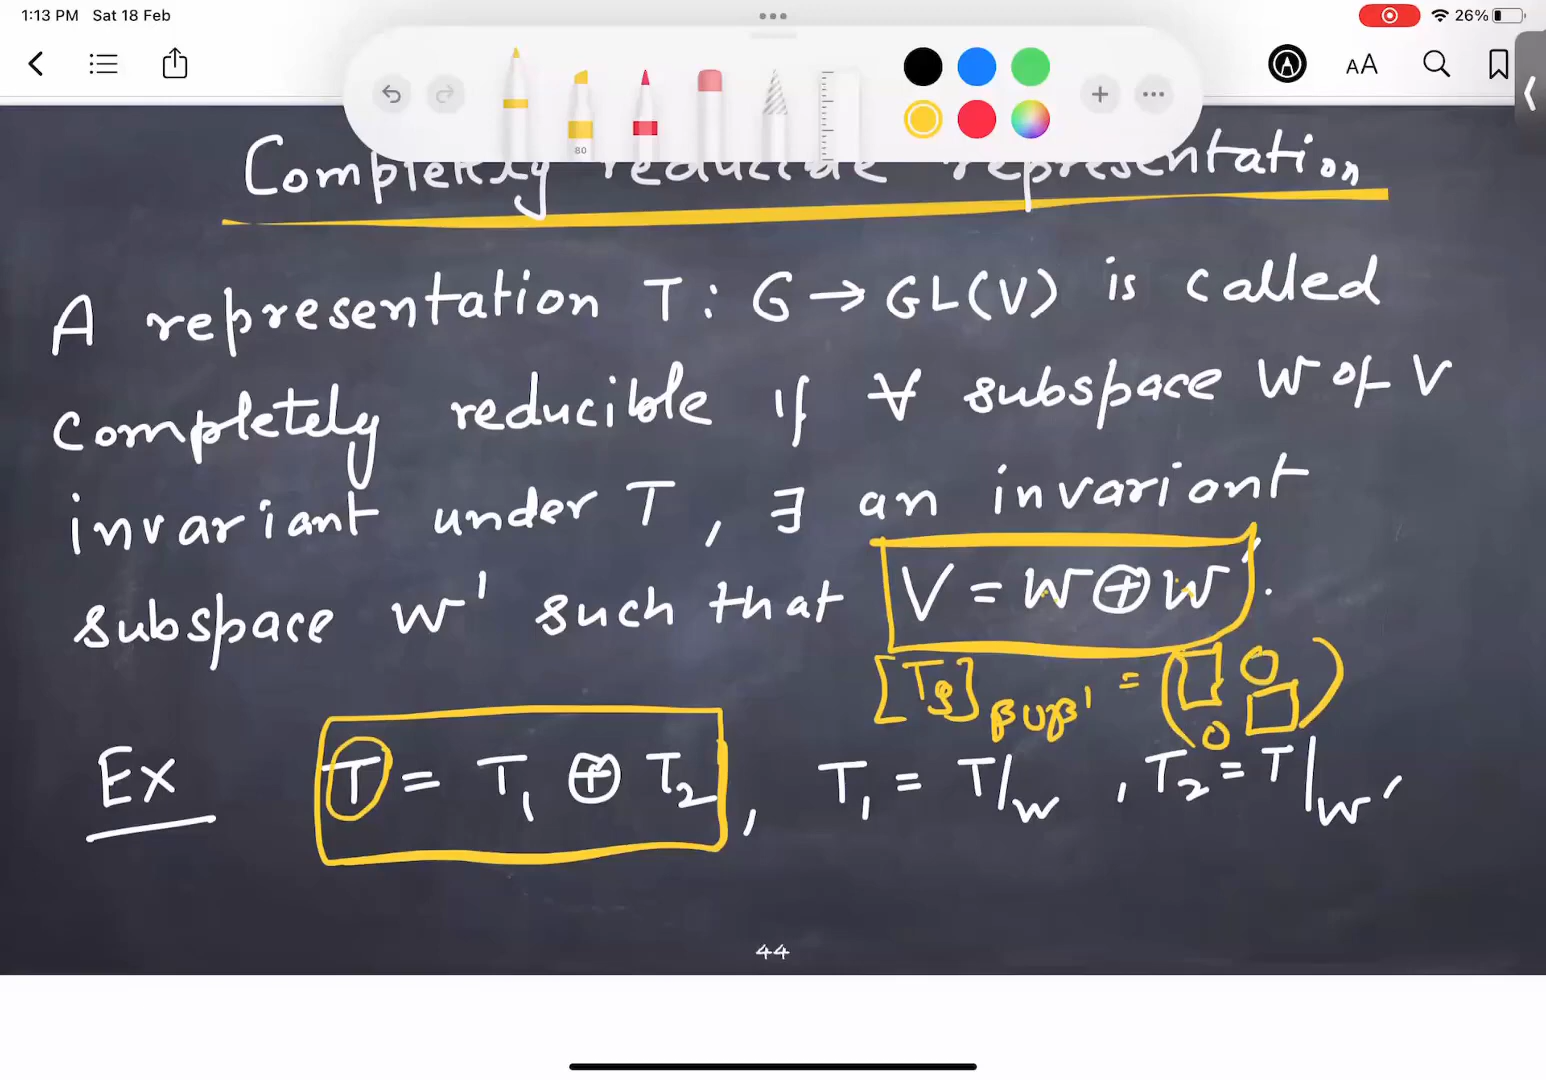 1:13 PM Sat 18 Feb
26%
AA
80
Completely reducible representation
A representation T : G → GL(V) is called
completely reducible if ∀ subspace W of V
invariant under T, ∃ an invariant
subspace W' such that V = W ⊕ W'.
[Tg]β∪β' = ( 0 0 )
Ex T = T₁ ⊕ T₂, T₁ = T/W , T₂ = T/W'
44